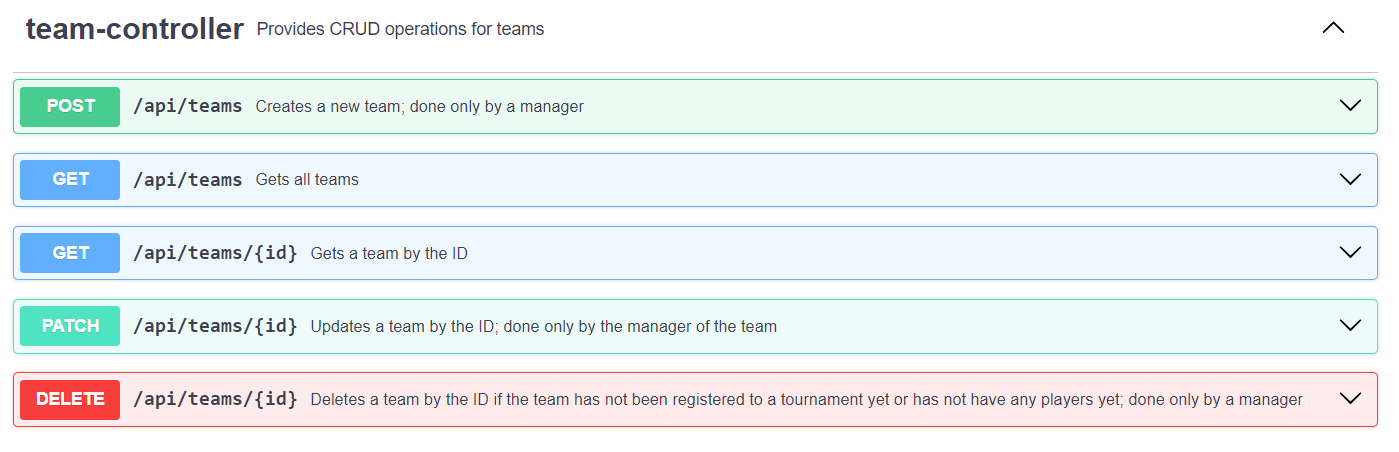 team-controller Provides CRUD operations for teams
POST /api/teams Creates a new team; done only by a manager
GET /api/teams Gets all teams
GET /api/teams/{id} Gets a team by the ID
PATCH /api/teams/{id} Updates a team by the ID; done only by the manager of the team
DELETE /api/teams/{id} Deletes a team by the ID if the team has not been registered to a tournament yet or has not have any players yet; done only by a manager